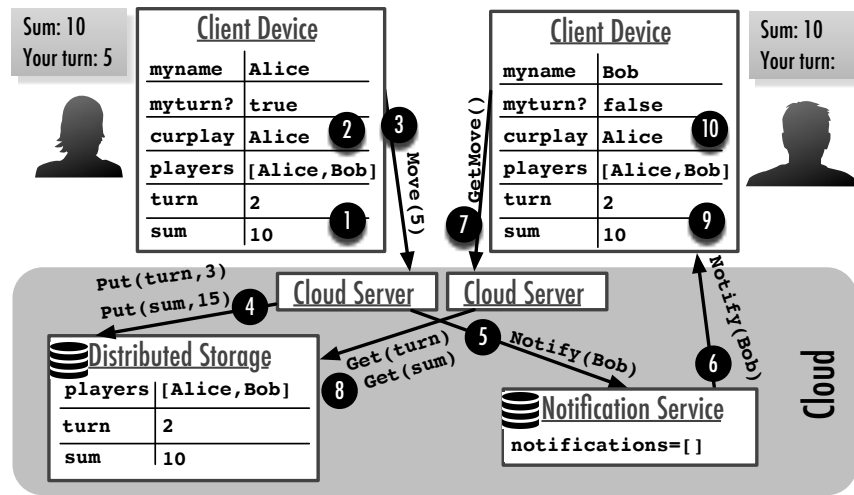 Sum: 10
Your turn: 5
Client Device
myname Alice
myturn? true
curplay Alice
players [Alice,Bob]
turn 2
sum 10
2
1
3
Move(5)
Client Device
myname Bob
myturn? false
curplay Alice
players [Alice,Bob]
turn 2
sum 10
10
9
GetMove()
7
Sum: 10
Your turn:
Put(turn,3)
Put(sum,15)
4
Cloud Server
Cloud Server
5
Notify(Bob)
6
Notify(Bob)
Cloud
Distributed Storage
players [Alice,Bob]
turn 2
sum 10
8
Get(turn)
Get(sum)
Notification Service
notifications=[]